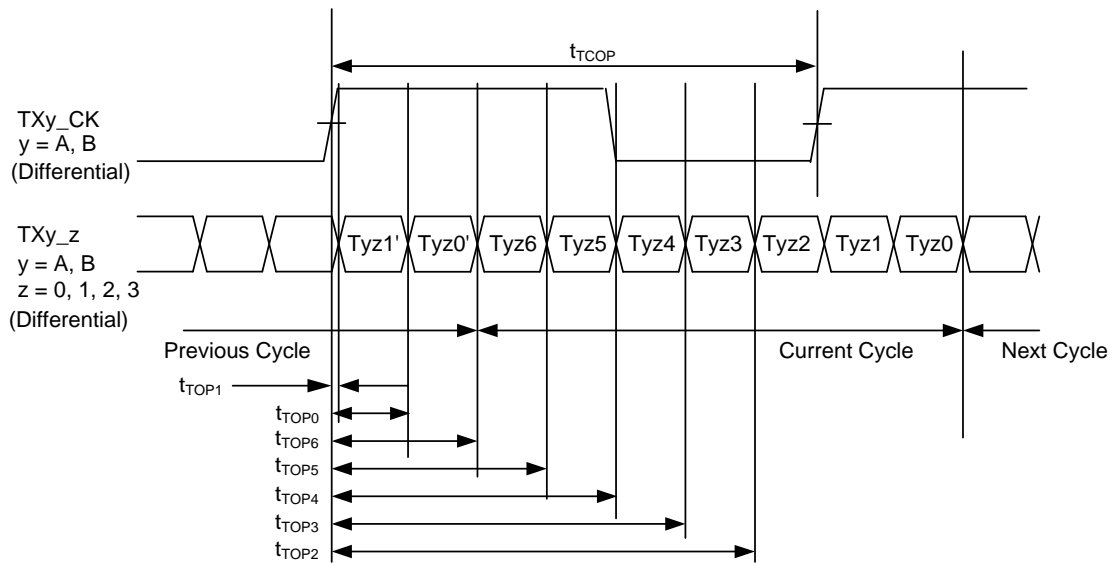 tTCOP
TXy_CK
y = A, B
(Differential)
TXy_z
y = A, B
z = 0, 1, 2, 3
(Differential)
Tyz1' Tyz0' Tyz6 Tyz5 Tyz4 Tyz3 Tyz2 Tyz1 Tyz0
Previous Cycle Current Cycle Next Cycle
tTOP1
tTOP0
tTOP6
tTOP5
tTOP4
tTOP3
tTOP2